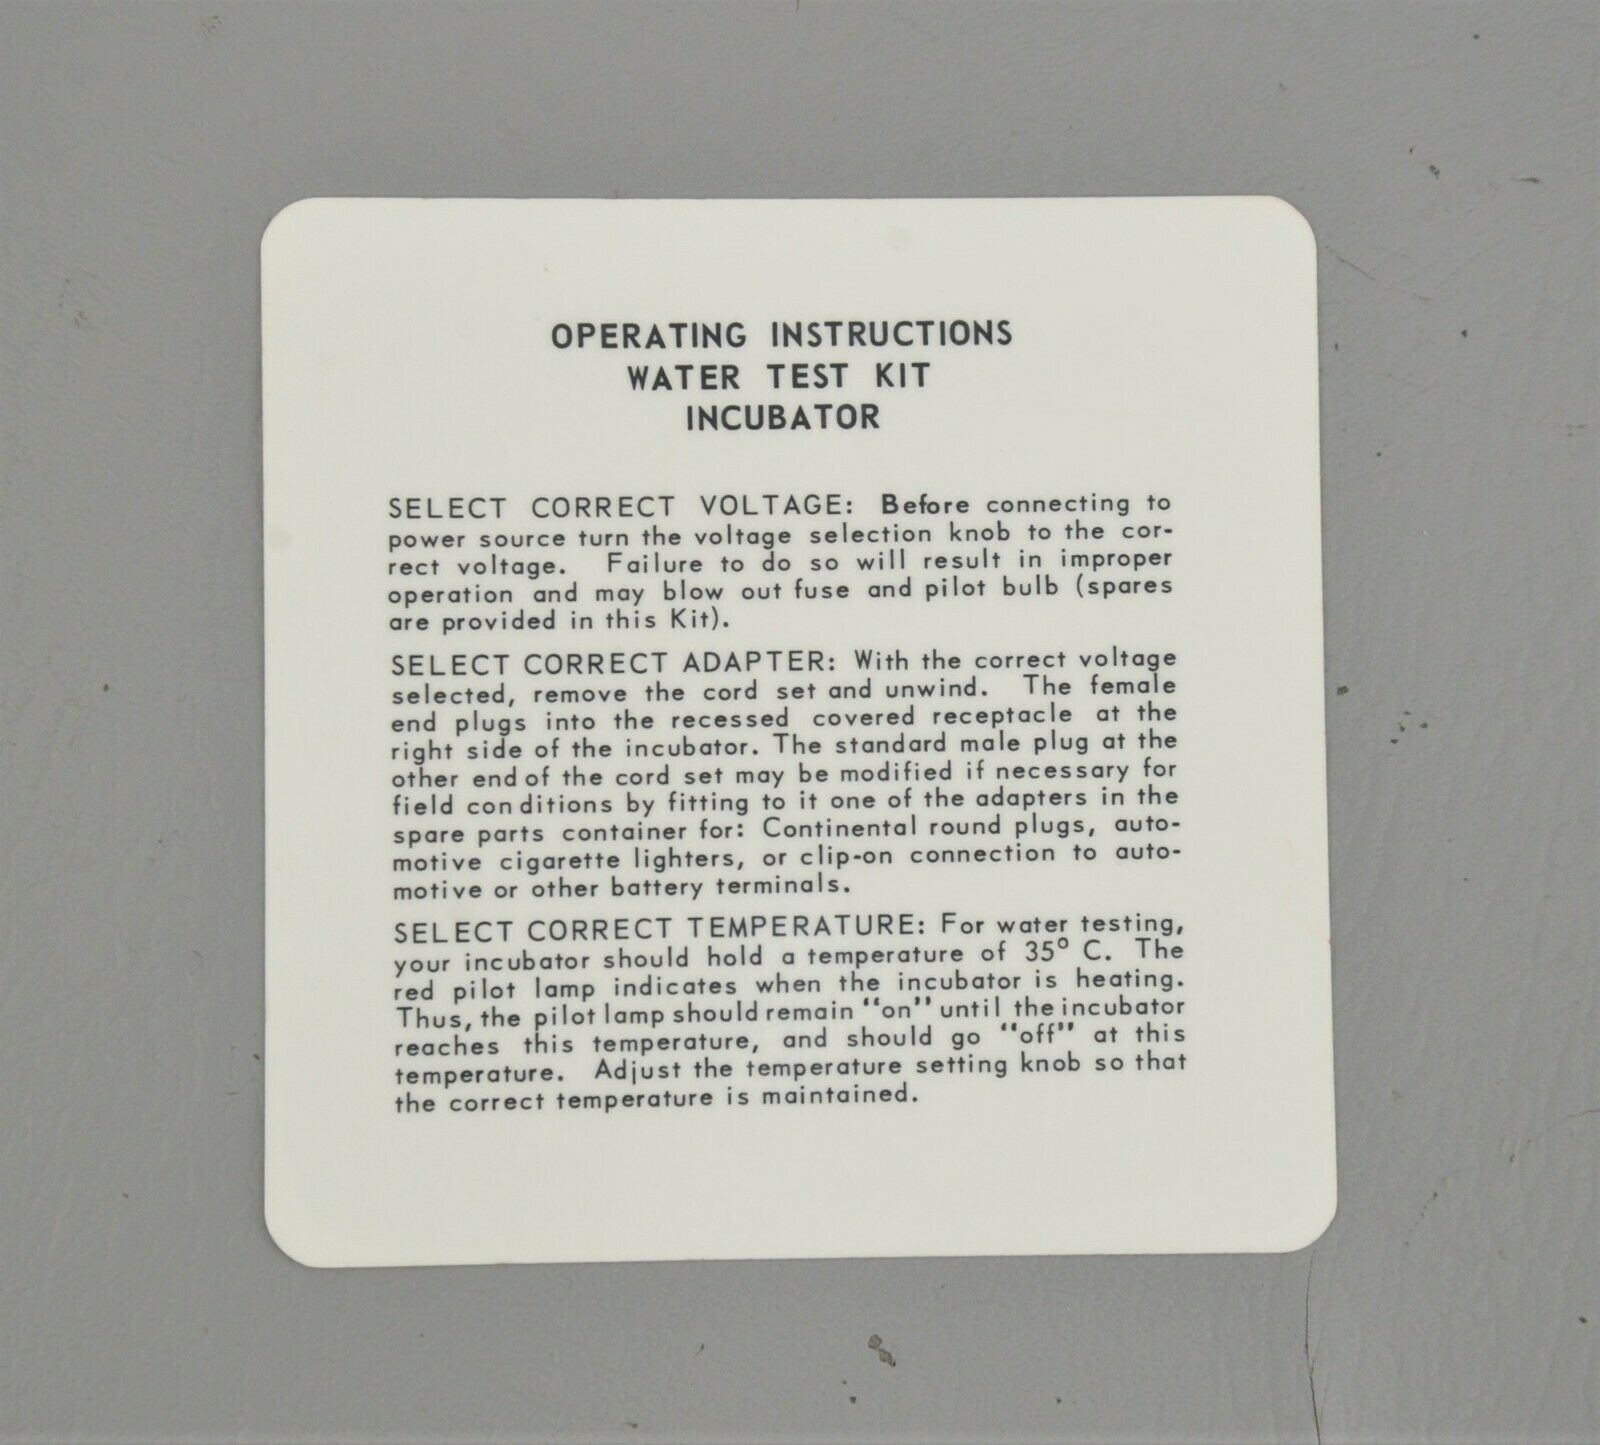 OPERATING INSTRUCTIONS
WATER TEST KIT
INCUBATOR
SELECT CORRECT VOLTAGE: Before connecting to
power source turn the voltage selection knob to the cor-
rect voltage. Failure to do so will result in improper
operation and may blow out fuse and pilot bulb (spares
are provided in this Kit).
SELECT CORRECT ADAPTER: With the correct voltage
selected, remove the cord set and unwind. The female
end plugs into the recessed covered receptacle at the
right side of the incubator. The standard male plug at the
other end of the cord set may be modified if necessary for
field conditions by fitting to it one of the adapters in the
spare parts container for: Continental round plugs, auto-
motive cigarette lighters, or clip-on connection to auto-
motive or other battery terminals.
SELECT CORRECT TEMPERATURE: For water testing,
your incubator should hold a temperature of 35° C. The
red pilot lamp indicates when the incubator is heating.
Thus, the pilot lamp should remain "on" until the incubator
reaches this temperature, and should go "off" at this
temperature. Adjust the temperature setting knob so that
the correct temperature is maintained.